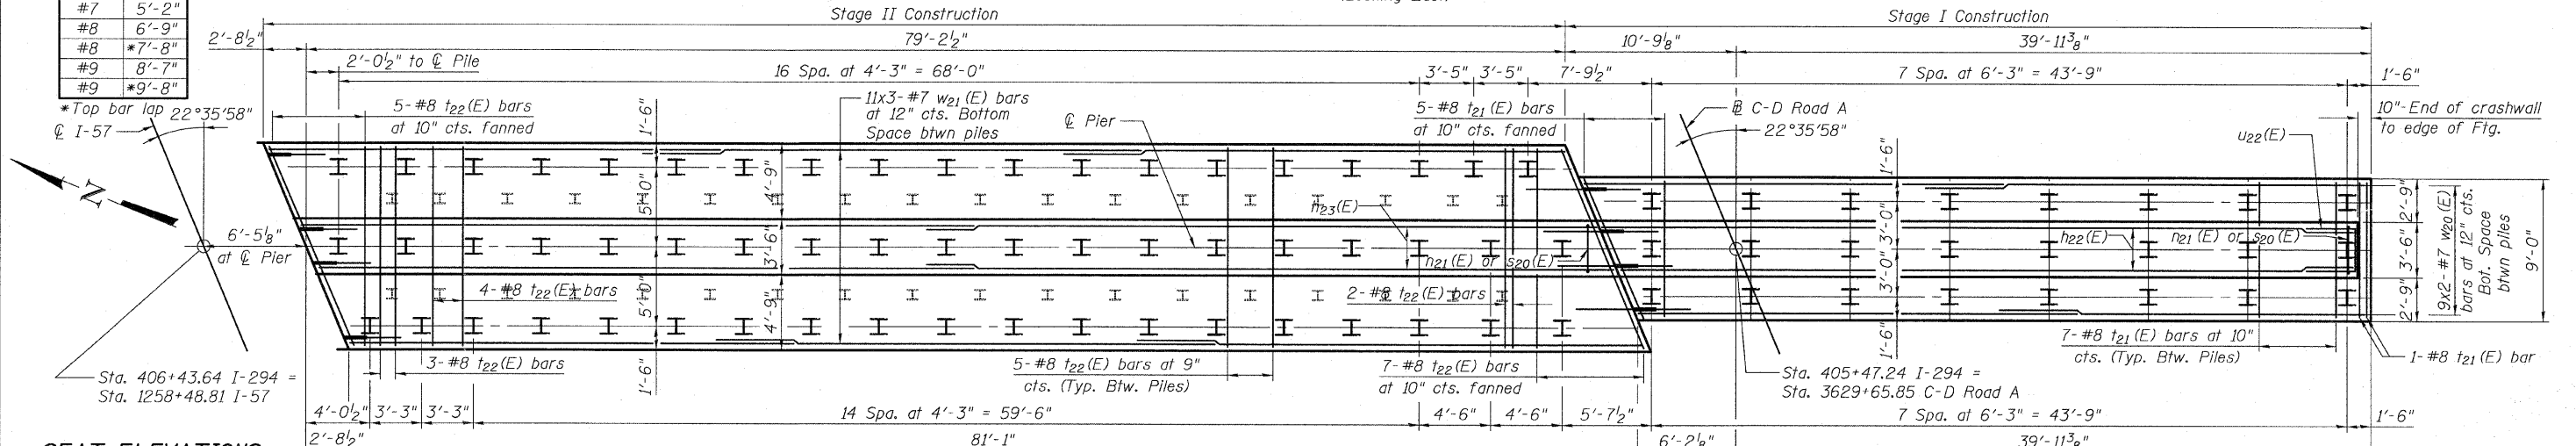 #7 5'-2"
#8 6'-9"
#8 *7'-8"
#9 8'-7"
#9 *9'-8"
*Top bar lap
Stage II Construction
Stage I Construction
2'-8½"
79'-2½"
10'-9⅛"
39'-11⅜"
2'-0½" to ℄ Pile
16 Spa. at 4'-3" = 68'-0"
3'-5"
3'-5"
7'-9½"
7 Spa. at 6'-3" = 43'-9"
1'-6"
22°35'58"
℄ I-57
5-#8 t22(E) bars
at 10" cts. fanned
1'-6"
11x3-#7 w21(E) bars
at 12" cts. Bottom
Space btwn piles
℄ Pier
5-#8 t21(E) bars
at 10" cts. fanned
C-D Road A
22°35'58"
10"-End of crashwall
to edge of Ftg.
u22(E)
N
6'-5⅛"
at ℄ Pier
5'-0"
4'-9"
3'-6"
5'-0"
4'-9"
1'-6"
h23(E)
h21(E) or s20(E)
1'-6"
3'-0"
3'-0"
1'-6"
h22(E)
n21(E) or s20(E)
2'-9"
3'-6"
2'-9"
9x2-#7 w20(E)
bars at 12" cts.
Bot. Space
btwn piles
9'-0"
4-#8 t22(E) bars
2-#8 t22(E) bars
3-#8 t22(E) bars
5-#8 t22(E) bars at 9"
cts. (Typ. Btw. Piles)
7-#8 t22(E) bars
at 10" cts. fanned
7-#8 t21(E) bars at 10"
cts. (Typ. Btw. Piles)
1-#8 t21(E) bar
Sta. 406+43.64 I-294 =
Sta. 1258+48.81 I-57
Sta. 405+47.24 I-294 =
Sta. 3629+65.85 C-D Road A
4'-0½"
3'-3"
3'-3"
14 Spa. at 4'-3" = 59'-6"
4'-6"
4'-6"
5'-7½"
7 Spa. at 6'-3" = 43'-9"
1'-6"
2'-8½"
81'-1"
6'-2⅛"
39'-11⅜"